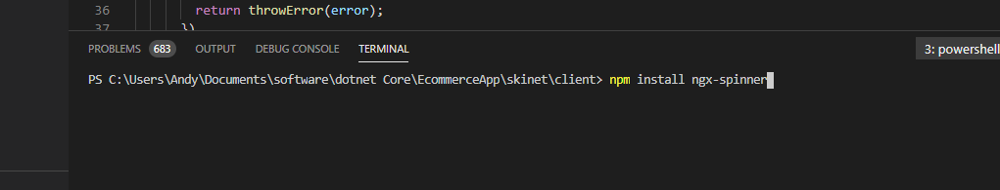 36 return throwError(error);
37 })
PROBLEMS 683 OUTPUT DEBUG CONSOLE TERMINAL 3: powershell
PS C:\Users\Andy\Documents\software\dotnet Core\EcommerceApp\skinet\client> npm install ngx-spinner